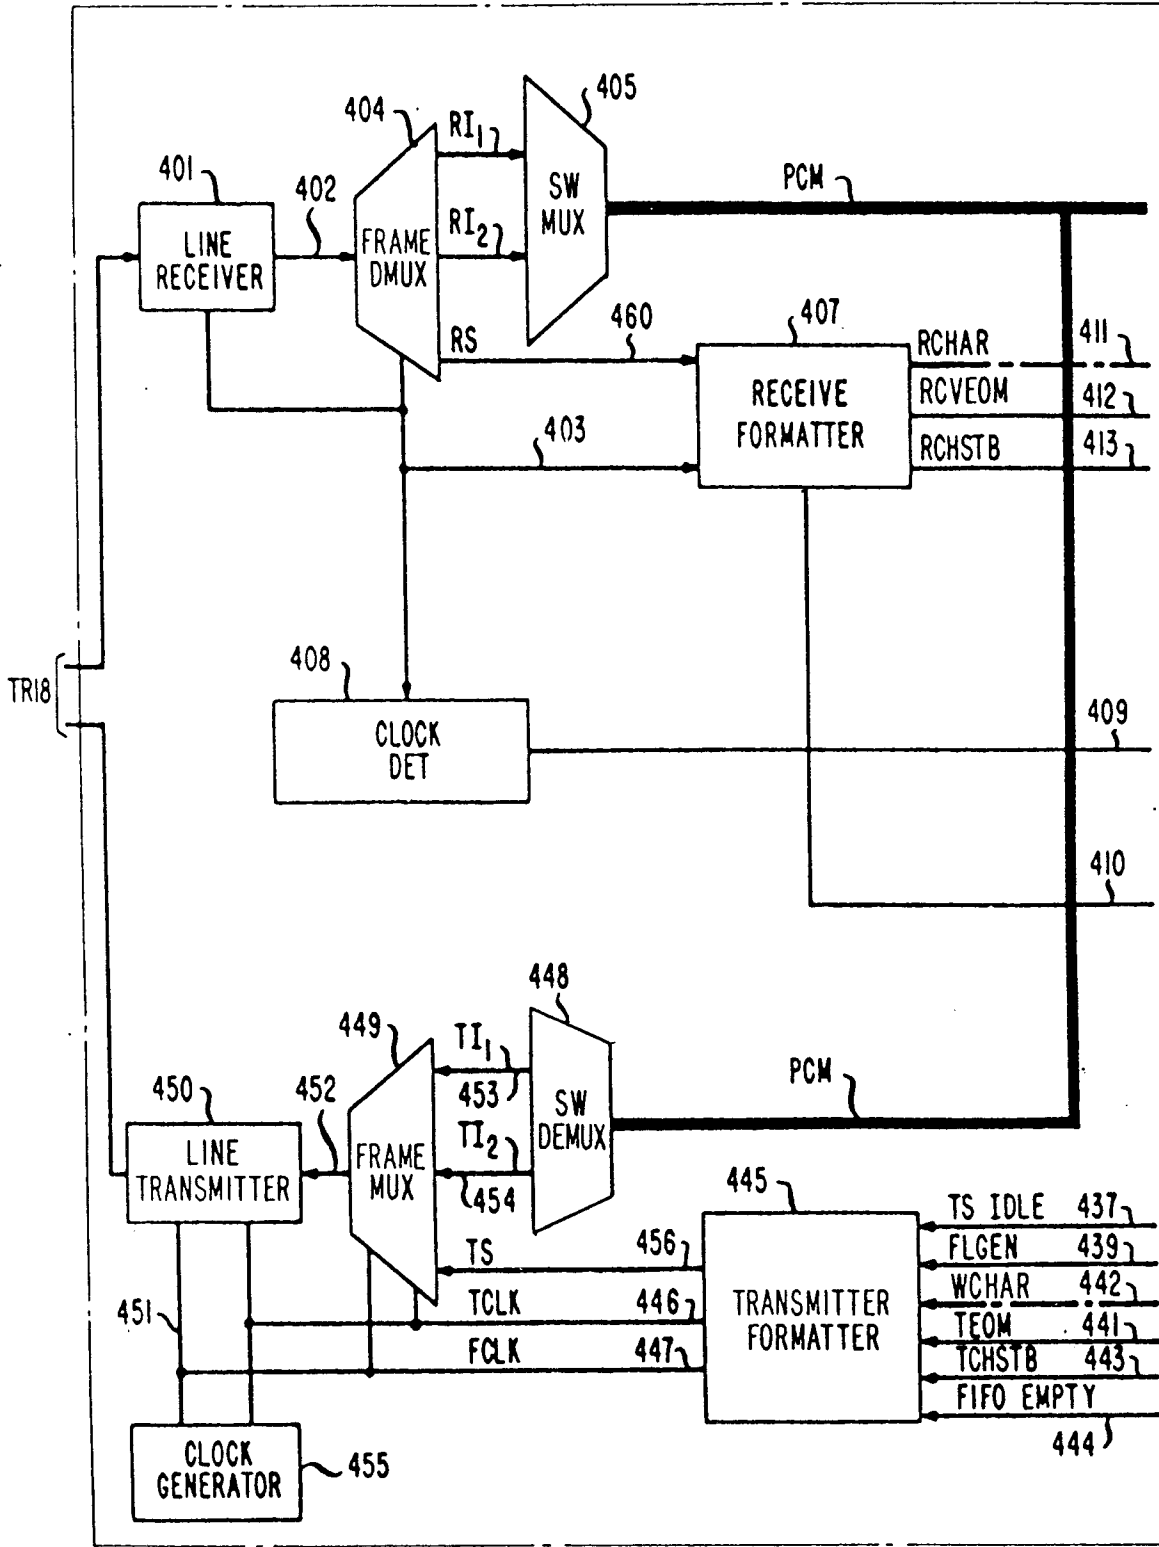 405
404
RI1
401
402
SW
MUX
PCM
LINE
RECEIVER
FRAME
DMUX
RI2
RS
460
407
RCHAR
411
RECEIVE
FORMATTER
RCVEOM
412
403
RCHSTB
413
408
TR18
CLOCK
DET
409
410
448
449
TI1
453
450
452
SW
DEMUX
PCM
LINE
TRANSMITTER
FRAME
MUX
TI2
454
445
TS IDLE 437
TS
456
FLGEN 439
451
TCLK
446
TRANSMITTER
FORMATTER
WCHAR 442
TEOM 441
FCLK
447
TCHSTB 443
FIFO EMPTY
444
CLOCK
GENERATOR
455